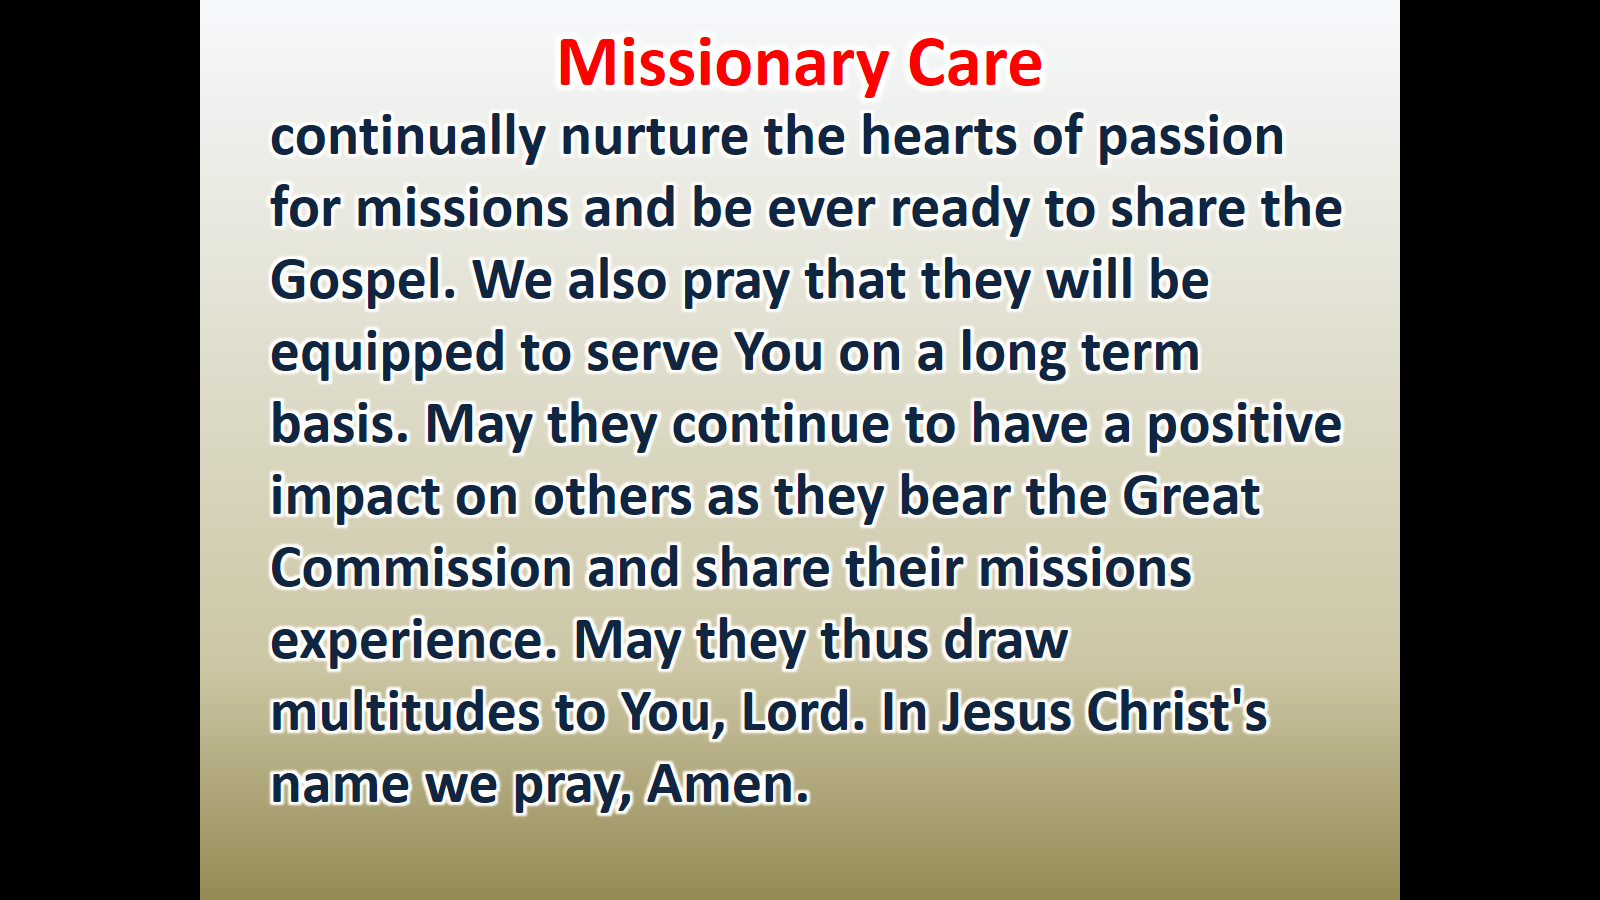 Missionary Care
continually nurture the hearts of passion
for missions and be ever ready to share the
Gospel. We also pray that they will be
equipped to serve You on a long term
basis. May they continue to have a positive
impact on others as they bear the Great
Commission and share their missions
experience. May they thus draw
multitudes to You, Lord. In Jesus Christ's
name we pray, Amen.